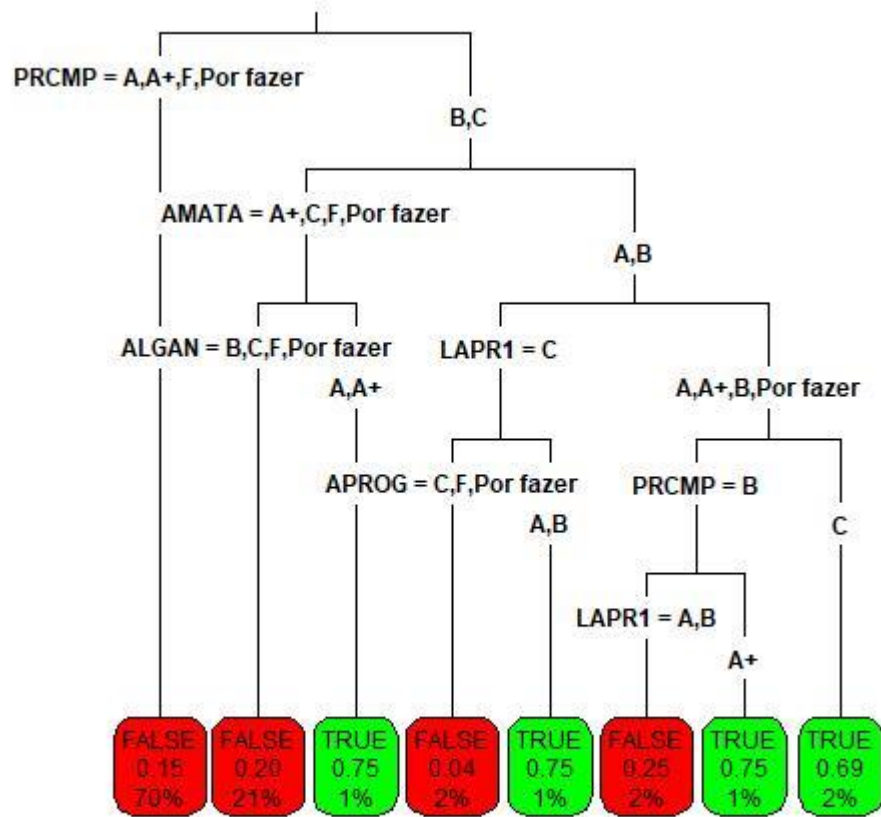 PRCMP = A,A+,F,Por fazer
B,C
AMATA = A+,C,F,Por fazer
A,B
ALGAN = B,C,F,Por fazer
LAPR1 = C
A,A+
A,A+,B,Por fazer
APROG = C,F,Por fazer
PRCMP = B
A,B
C
LAPR1 = A,B
A+
FALSE FALSE TRUE FALSE TRUE FALSE TRUE TRUE
0.15 0.20 0.75 0.04 0.75 0.25 0.75 0.69
70% 21% 1% 2% 1% 2% 1% 2%